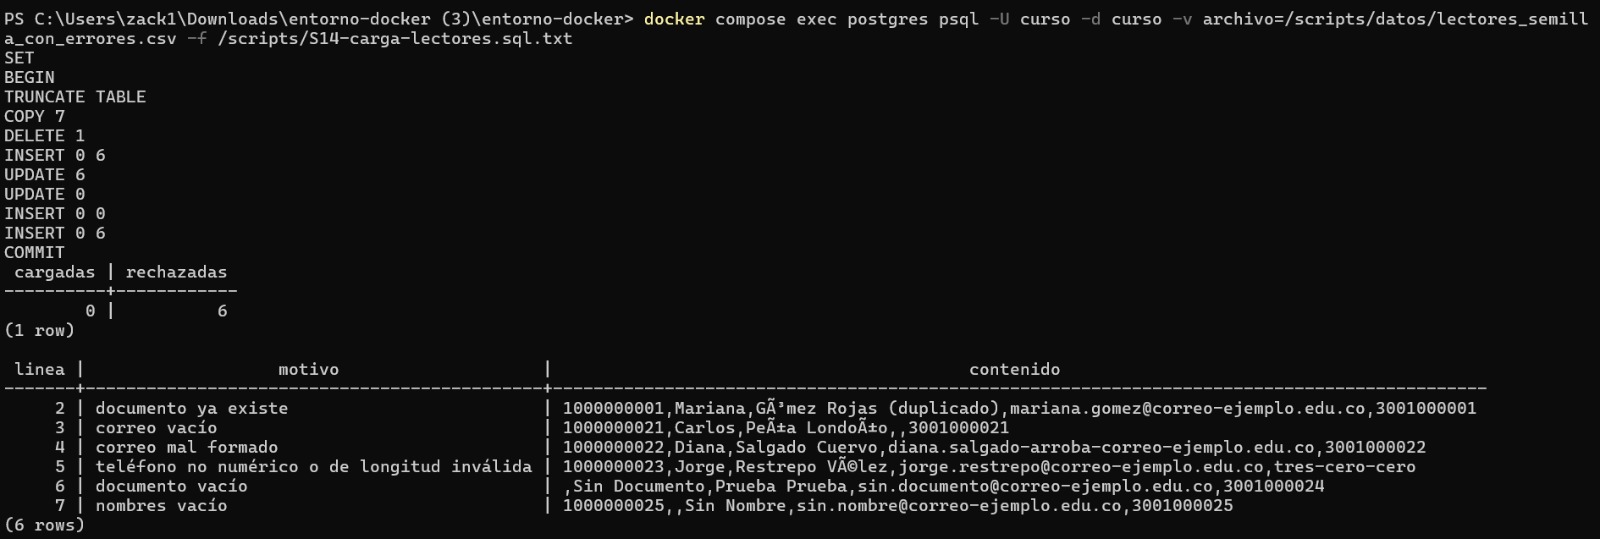 PS C:\Users\zack1\Downloads\entorno-docker (3)\entorno-docker> docker compose exec postgres psql -U curso -d curso -v archivo=/scripts/datos/lectores_semill
a_con_errores.csv -f /scripts/S14-carga-lectores.sql.txt
SET
BEGIN
TRUNCATE TABLE
COPY 7
DELETE 1
INSERT 0 6
UPDATE 6
UPDATE 0
INSERT 0 0
INSERT 0 6
COMMIT
 cargadas | rechazadas
----------+------------
        0 |          6
(1 row)

 linea |                   motivo                    |                                          contenido
-------+---------------------------------------------+---------------------------------------------------------------------------------------------
     2 | documento ya existe                         | 1000000001,Mariana,GÃ³mez Rojas (duplicado),mariana.gomez@correo-ejemplo.edu.co,3001000001
     3 | correo vacío                                | 1000000021,Carlos,PeÃ±a LondoÃ±o,,3001000021
     4 | correo mal formado                          | 1000000022,Diana,Salgado Cuervo,diana.salgado-arroba-correo-ejemplo.edu.co,3001000022
     5 | teléfono no numérico o de longitud inválida | 1000000023,Jorge,Restrepo VÃ©lez,jorge.restrepo@correo-ejemplo.edu.co,tres-cero-cero
     6 | documento vacío                             | ,Sin Documento,Prueba Prueba,sin.documento@correo-ejemplo.edu.co,3001000024
     7 | nombres vacío                               | 1000000025,,Sin Nombre,sin.nombre@correo-ejemplo.edu.co,3001000025
(6 rows)